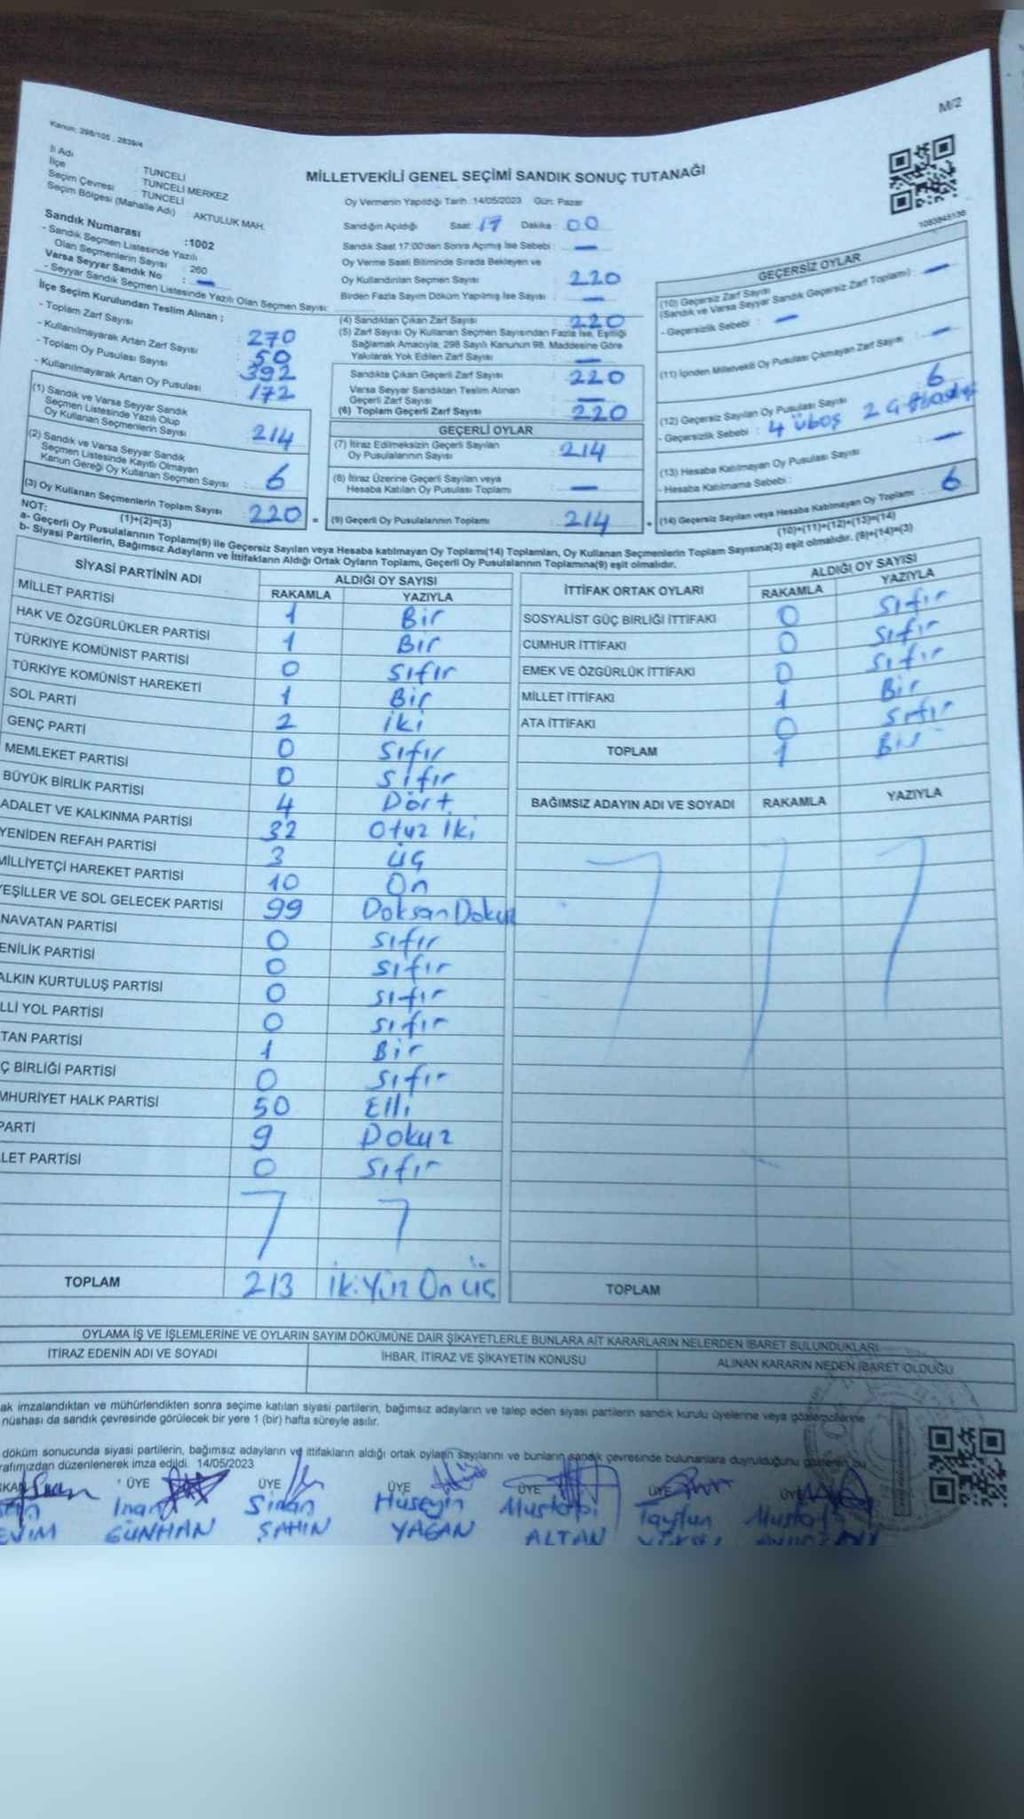 M/2
Kanun: 298/105 , 2839/4
İl Adı : TUNCELİ
İlçe : TUNCELİ MERKEZ
Seçim Çevresi : TUNCELİ
Seçim Bölgesi (Mahalle Adı) : AKTULUK MAH.
MİLLETVEKİLİ GENEL SEÇİMİ SANDIK SONUÇ TUTANAĞI
Oy Vermenin Yapıldığı Tarih :14/05/2023 Gün: Pazar
Sandığın Açıldığı Saat: 17 Dakika : 00
Sandık Saat 17:00'den Sonra Açılmış İse Sebebi : —
Oy Verme Saati Bitiminde Sırada Bekleyen ve
Oy Kullandırılan Seçmen Sayısı 220
Birden Fazla Sayım Döküm Yapılmış İse Sayısı : —
Sandık Numarası :1002
- Sandık Seçmen Listesinde Yazılı
Olan Seçmenlerin Sayısı : 260
Varsa Seyyar Sandık No : —
- Seyyar Sandık Seçmen Listesinde Yazılı Olan Seçmen Sayısı:
İlçe Seçim Kurulundan Teslim Alınan ;
- Toplam Zarf Sayısı : 270
- Kullanılmayarak Artan Zarf Sayısı : 50
- Toplam Oy Pusulası Sayısı : 392
- Kullanılmayarak Artan Oy Pusulası : 172
(1) Sandık ve Varsa Seyyar Sandık
Seçmen Listesinde Yazılı Olup
Oy Kullanan Seçmenlerin Sayısı : 214
(2) Sandık ve Varsa Seyyar Sandık
Seçmen Listesinde Kayıtlı Olmayan
Kanun Gereği Oy Kullanan Seçmen Sayısı : 6
(3) Oy Kullanan Seçmenlerin Toplam Sayısı : 220
(1)+(2)=(3)
(4) Sandıktan Çıkan Zarf Sayısı : 220
(5) Zarf Sayısı Oy Kullanan Seçmen Sayısından Fazla İse, Eşitliği
Sağlamak Amacıyla; 298 Sayılı Kanunun 98. Maddesine Göre
Yakılarak Yok Edilen Zarf Sayısı : —
Sandıkta Çıkan Geçerli Zarf Sayısı : 220
Varsa Seyyar Sandıktan Teslim Alınan
Geçerli Zarf Sayısı : —
(6) Toplam Geçerli Zarf Sayısı : 220
GEÇERLİ OYLAR
(7) İtiraz Edilmeksizin Geçerli Sayılan
Oy Pusulalarının Sayısı : 214
(8) İtiraz Üzerine Geçerli Sayılan veya
Hesaba Katılan Oy Pusulası Toplamı : —
(9) Geçerli Oy Pusulalarının Toplamı : 214
1083845136
GEÇERSİZ OYLAR
(10) Geçersiz Zarf Sayısı
(Sandık ve Varsa Seyyar Sandık Geçersiz Zarf Toplamı) : —
- Geçersizlik Sebebi : —
(11) İçinden Milletvekili Oy Pusulası Çıkmayan Zarf Sayısı : —
(12) Geçersiz Sayılan Oy Pusulası Sayısı : 6
- Geçersizlik Sebebi : 4 üboş 2
(13) Hesaba Katılmayan Oy Pusulası Sayısı : —
- Hesaba Katılmama Sebebi :
(14) Geçersiz Sayılan veya Hesaba Katılmayan Oy Toplamı : 6
(10)+(11)+(12)+(13)=(14)
NOT:
a- Geçerli Oy Pusulalarının Toplamı(9) ile Geçersiz Sayılan veya Hesaba katılmayan Oy Toplamı(14) Toplamları, Oy Kullanan Seçmenlerin Toplam Sayısına(3) eşit olmalıdır. (9)+(14)=(3)
b- Siyasi Partilerin, Bağımsız Adayların ve İttifakların Aldığı Ortak Oyların Toplamı, Geçerli Oy Pusulalarının Toplamına(9) eşit olmalıdır.
SİYASİ PARTİNİN ADI ALDIĞI OY SAYISI
RAKAMLA YAZIYLA
MİLLET PARTİSİ 1 Bir
HAK VE ÖZGÜRLÜKLER PARTİSİ 1 Bir
TÜRKİYE KOMÜNİST PARTİSİ 0 Sıfır
TÜRKİYE KOMÜNİST HAREKETİ 1 Bir
SOL PARTİ 2 İki
GENÇ PARTİ 0 Sıfır
MEMLEKET PARTİSİ 0 Sıfır
BÜYÜK BİRLİK PARTİSİ 4 Dört
ADALET VE KALKINMA PARTİSİ 32 Otuz İki
YENİDEN REFAH PARTİSİ 3 Üç
MİLLİYETÇİ HAREKET PARTİSİ 10 On
YEŞİLLER VE SOL GELECEK PARTİSİ 99 Doksan Dokuz
NAVATAN PARTİSİ 0 Sıfır
ENİLİK PARTİSİ 0 Sıfır
ALKIN KURTULUŞ PARTİSİ 0 Sıfır
LLİ YOL PARTİSİ 0 Sıfır
TAN PARTİSİ 1 Bir
Ç BİRLİĞİ PARTİSİ 0 Sıfır
MHURİYET HALK PARTİSİ 50 Elli
PARTİ 9 Dokuz
LET PARTİSİ 0 Sıfır
TOPLAM 213 İki Yüz On üç
İTTİFAK ORTAK OYLARI ALDIĞI OY SAYISI
RAKAMLA YAZIYLA
SOSYALİST GÜÇ BİRLİĞİ İTTİFAKI 0 Sıfır
CUMHUR İTTİFAKI 0 Sıfır
EMEK VE ÖZGÜRLÜK İTTİFAKI 0 Sıfır
MİLLET İTTİFAKI 1 Bir
ATA İTTİFAKI 0 Sıfır
TOPLAM 1 Bir
BAĞIMSIZ ADAYIN ADI VE SOYADI RAKAMLA YAZIYLA
TOPLAM
OYLAMA İŞ VE İŞLEMLERİNE VE OYLARIN SAYIM DÖKÜMÜNE DAİR ŞİKAYETLERLE BUNLARA AİT KARARLARIN NELERDEN İBARET BULUNDUKLARI
İTİRAZ EDENİN ADI VE SOYADI İHBAR, İTİRAZ VE ŞİKAYETİN KONUSU ALINAN KARARIN NEDEN İBARET OLDUĞU
ak imzalandıktan ve mühürlendikten sonra seçime katılan siyasi partilerin, bağımsız adayların ve talep eden siyasi partilerin sandık kurulu üyelerine veya gözlemcilerine
nüshası da sandık çevresinde görülecek bir yere 1 (bir) hafta süreyle asılır.
döküm sonucunda siyasi partilerin, bağımsız adayların ve ittifakların aldığı ortak oyların sayılarını ve bunların sandık çevresinde bulunanlara duyurulduğunu gösteren bu
rafımızdan düzenlenerek imza edildi. 14/05/2023
KAN ÜYE ÜYE ÜYE ÜYE ÜYE ÜYE
İnan Sinan Hüseyin Mustafa Tayfun Mustafa
EVİM GÜNHAN ŞAHİN YAĞAN ALTAN